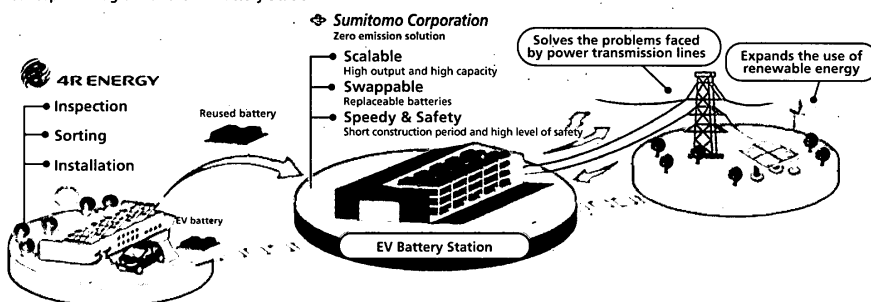 Sumitomo Corporation
Zero emission solution
Scalable
High output and high capacity
Swappable
Replaceable batteries
Speedy & Safety
Short construction period and high level of safety
Solves the problems faced
by power transmission lines
Expands the use of
renewable energy
4R ENERGY
Inspection
Sorting
Installation
Reused battery
EV battery
EV Battery Station